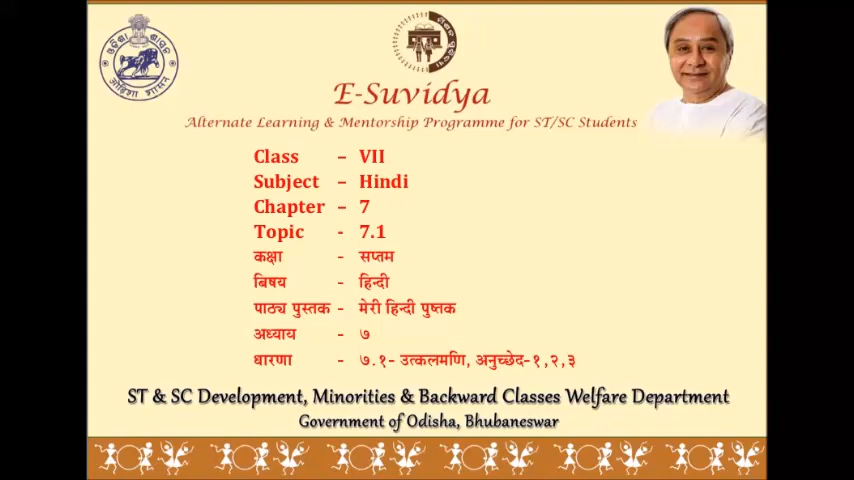 E-Suvidya
Alternate Learning & Mentorship Programme for ST/SC Students
Class – VII
Subject – Hindi
Chapter – 7
Topic - 7.1
कक्षा - सप्तम
बिषय - हिन्दी
पाठ्य पुस्तक - मेरी हिन्दी पुष्तक
अध्याय - ७
धारणा - ७.१- उत्कलमणि, अनुच्छेद-१,२,३
ST & SC Development, Minorities & Backward Classes Welfare Department
Government of Odisha, Bhubaneswar